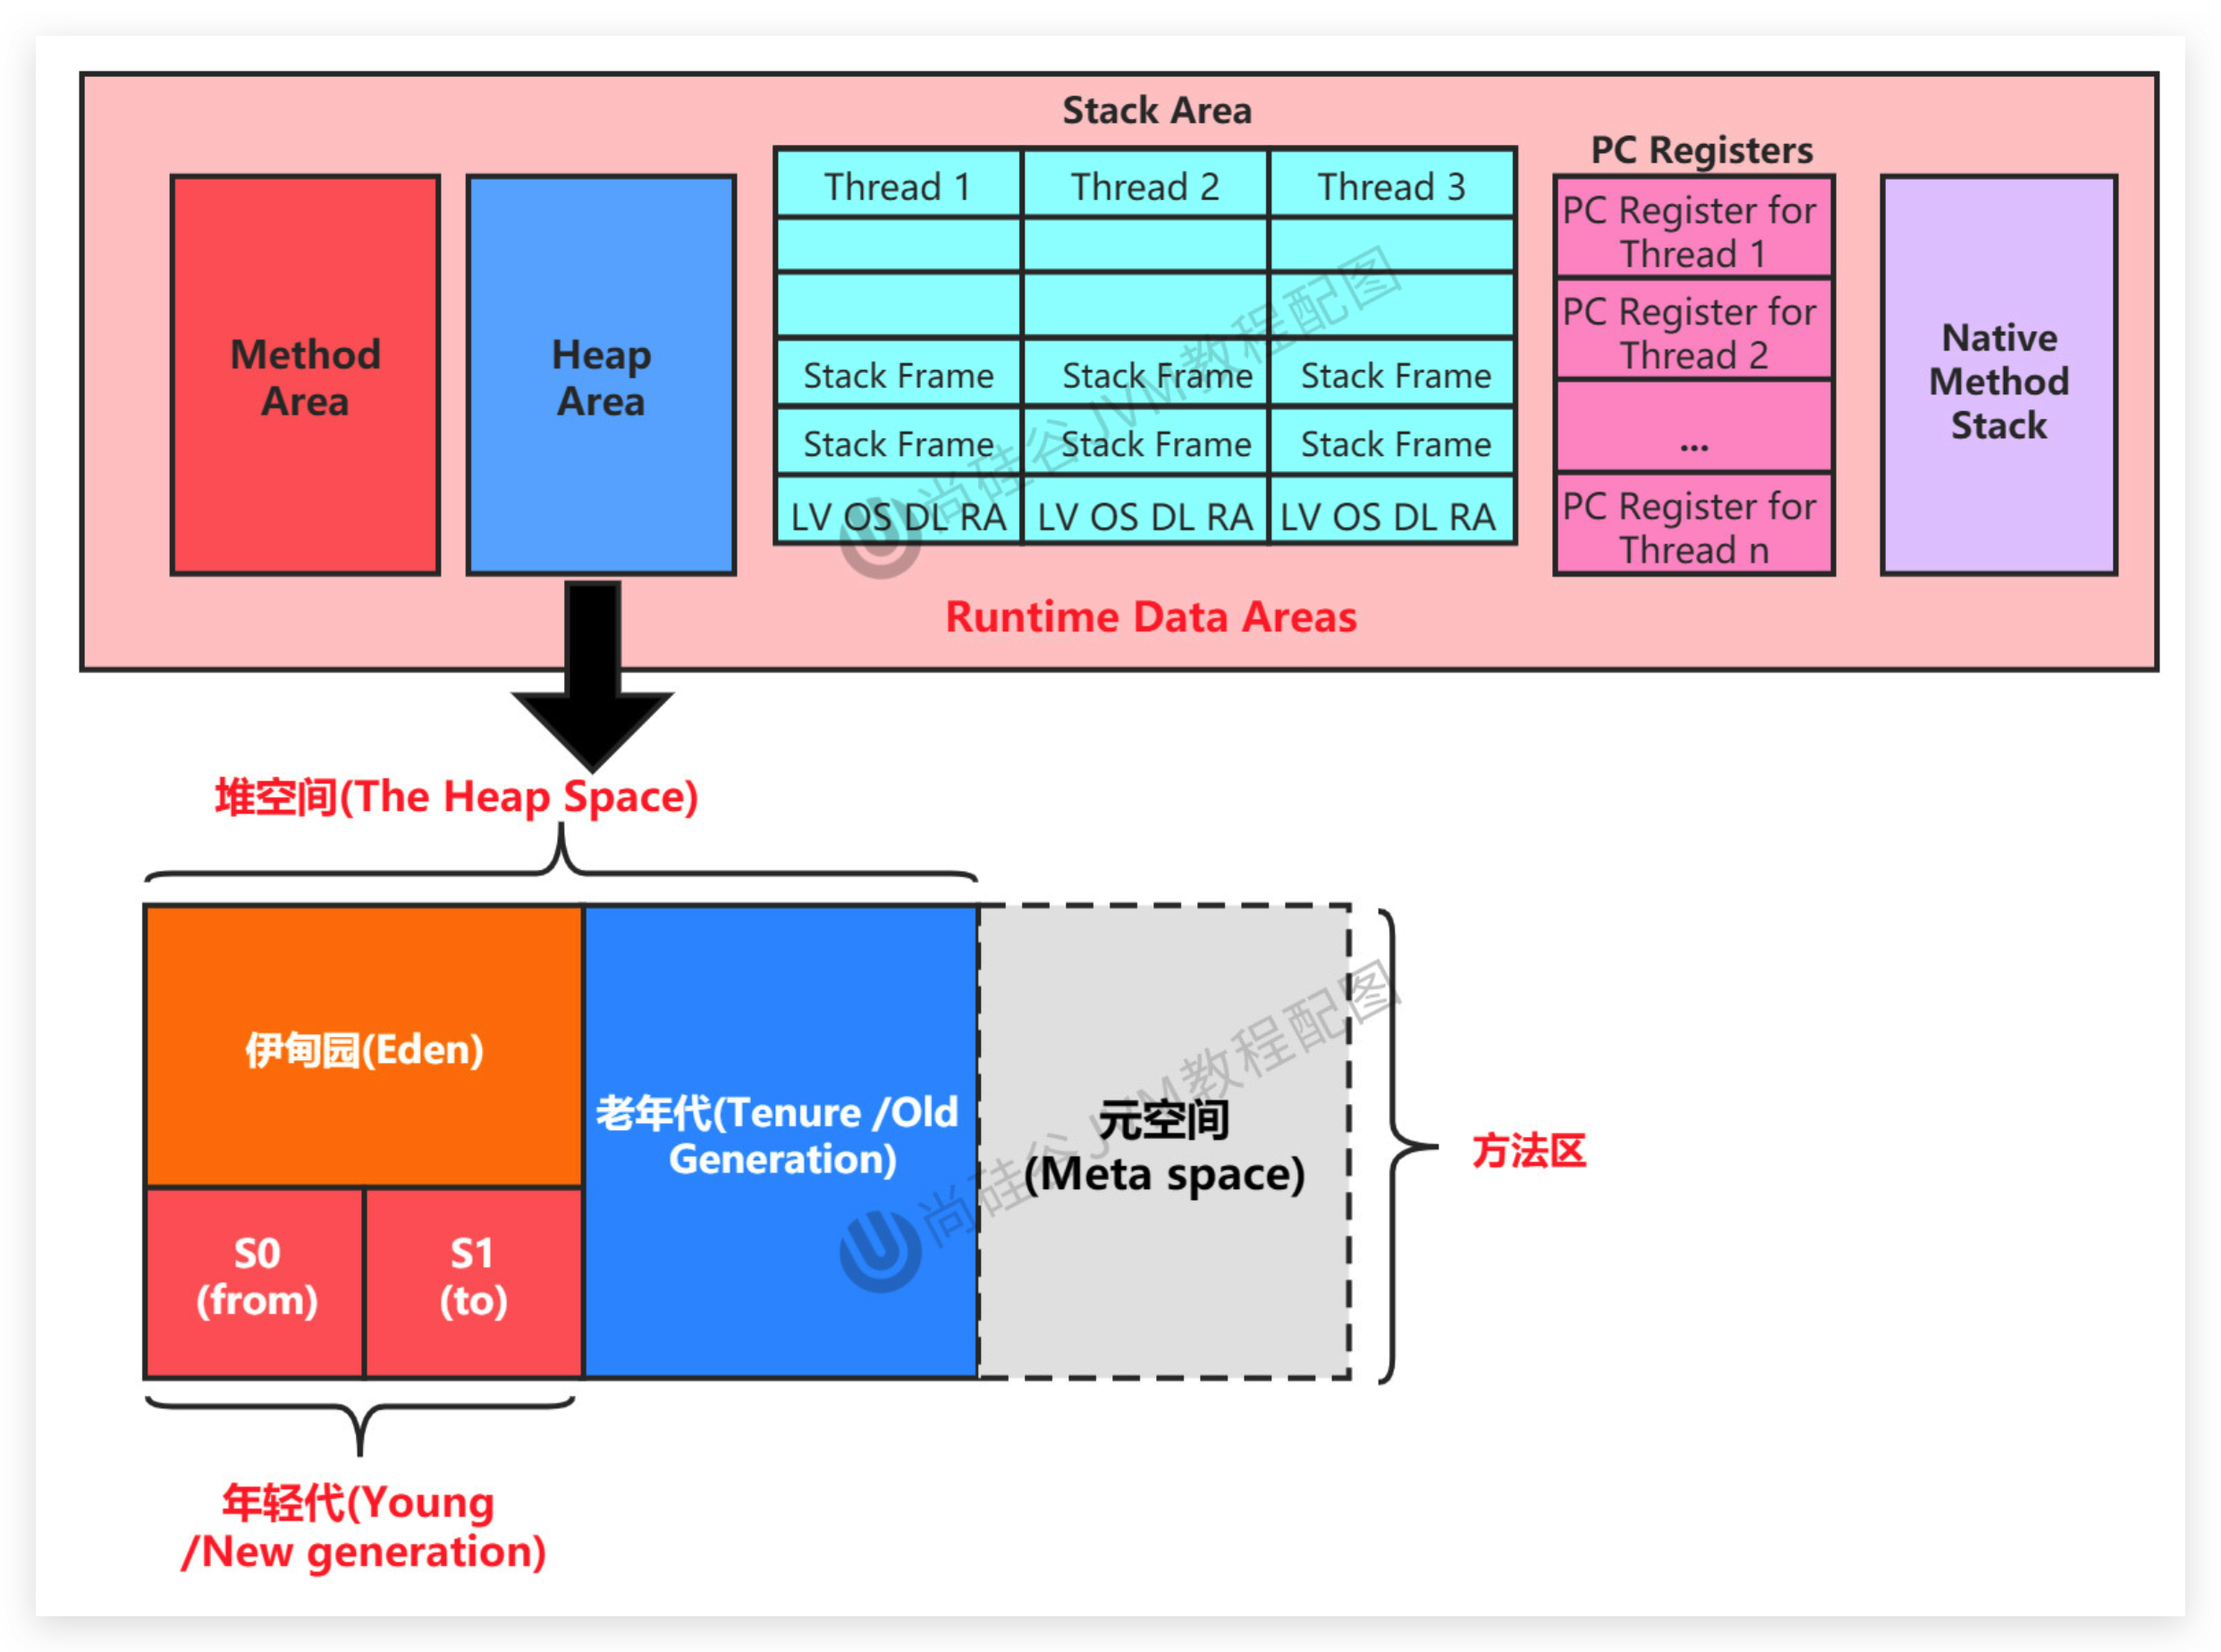 Stack Area
PC Registers
Method
Area
Heap
Area
Thread 1
Thread 2
Thread 3
Stack Frame
Stack Frame
Stack Frame
Stack Frame
Stack Frame
Stack Frame
LV OS DL RA
LV OS DL RA
LV OS DL RA
PC Register for
Thread 1
PC Register for
Thread 2
...
PC Register for
Thread n
Native
Method
Stack
尚硅谷JVM教程配图
Runtime Data Areas
堆空间(The Heap Space)
伊甸园(Eden)
S0
(from)
S1
(to)
老年代(Tenure /Old
Generation)
元空间
(Meta space)
方法区
尚硅谷JVM教程配图
年轻代(Young
/New generation)